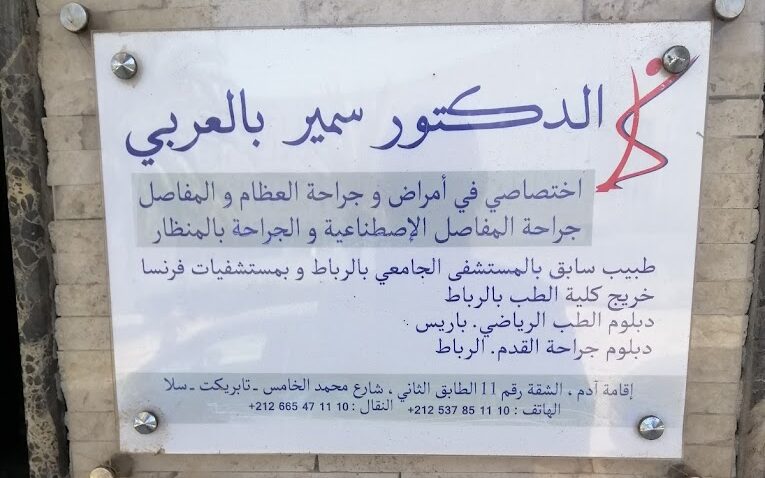 الدكتور سمير بالعربي
اختصاصي في أمراض و جراحة العظام و المفاصل
جراحة المفاصل الإصطناعية و الجراحة بالمنظار
طبيب سابق بالمستشفى الجامعي بالرباط و بمستشفيات فرنسا
خريج كلية الطب بالرباط
دبلوم الطب الرياضي. باريس
دبلوم جراحة القدم. الرباط
إقامة آدم ، الشقة رقم 11 الطابق الثاني ، شارع محمد الخامس ـ تابريكت ـ سلا
الهاتف : 10 11 85 537 212+ النقال : 10 11 47 665 212+